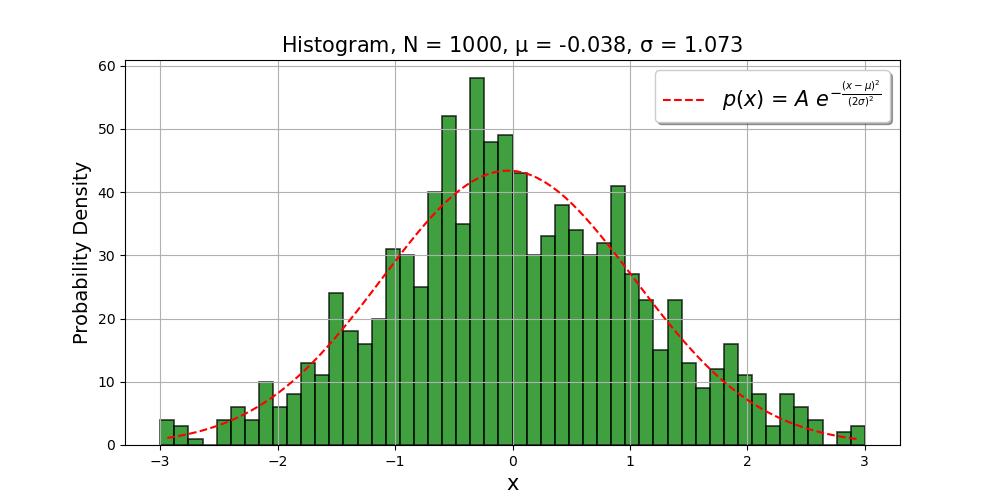 Histogram, N = 1000, μ = -0.038, σ = 1.073
60
50
40
30
20
10
0
Probability Density
p(x) = A e^{-\frac{(x-μ)^2}{(2σ)^2}}
−3 −2 −1 0 1 2 3
x